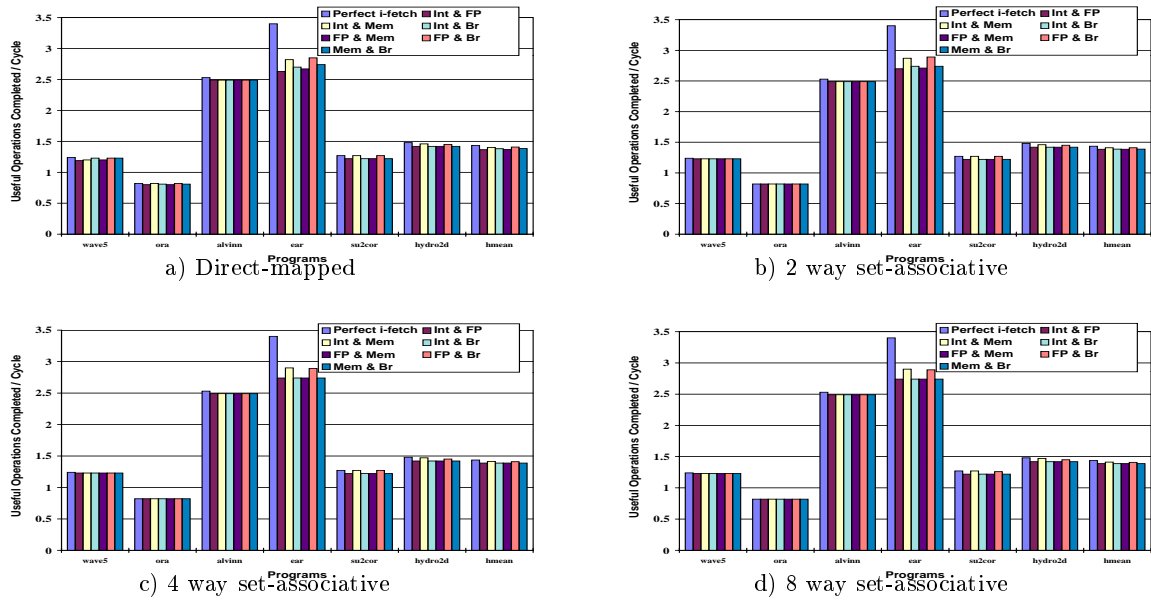 Useful Operations Completed / Cycle
3.5
3
2.5
2
1.5
1
0.5
0
Perfect i-fetch Int & FP
Int & Mem Int & Br
FP & Mem FP & Br
Mem & Br
wave5 ora alvinn ear su2cor hydro2d hmean
Programs
a) Direct-mapped
Useful Operations Completed / Cycle
3.5
3
2.5
2
1.5
1
0.5
0
Perfect i-fetch Int & FP
Int & Mem Int & Br
FP & Mem FP & Br
Mem & Br
wave5 ora alvinn ear su2cor hydro2d hmean
Programs
b) 2 way set-associative
Useful Operations Completed / Cycle
3.5
3
2.5
2
1.5
1
0.5
0
Perfect i-fetch Int & FP
Int & Mem Int & Br
FP & Mem FP & Br
Mem & Br
wave5 ora alvinn ear su2cor hydro2d hmean
Programs
c) 4 way set-associative
Useful Operations Completed / Cycle
3.5
3
2.5
2
1.5
1
0.5
0
Perfect i-fetch Int & FP
Int & Mem Int & Br
FP & Mem FP & Br
Mem & Br
wave5 ora alvinn ear su2cor hydro2d hmean
Programs
d) 8 way set-associative